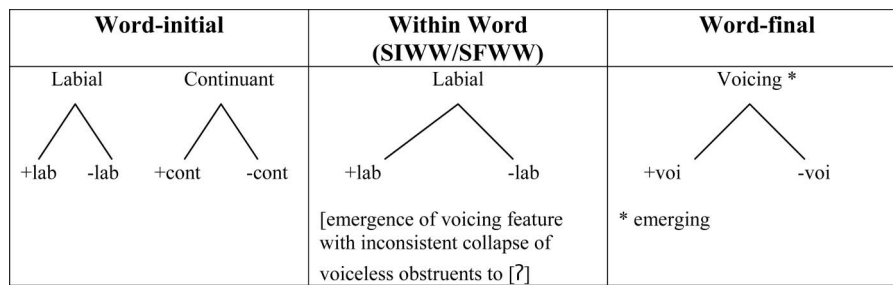 Word-initial
Within Word
(SIWW/SFWW)
Word-final
Labial Continuant
+lab -lab +cont -cont
Labial
+lab -lab
[emergence of voicing feature
with inconsistent collapse of
voiceless obstruents to [ʔ]
Voicing *
+voi -voi
* emerging